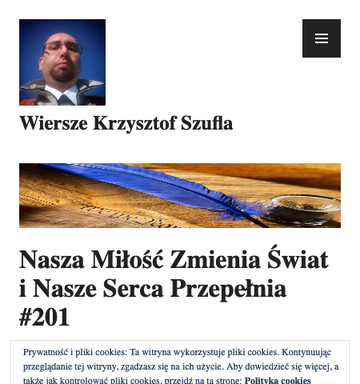 Wiersze Krzysztof Szufla
Nasza Miłość Zmienia Świat
i Nasze Serca Przepełnia
#201
Prywatność i pliki cookies: Ta witryna wykorzystuje pliki cookies. Kontynuując
przeglądanie tej witryny, zgadzasz się na ich użycie. Aby dowiedzieć się więcej, a
także jak kontrolować pliki cookies, przejdź na tą stronę: Polityka cookies